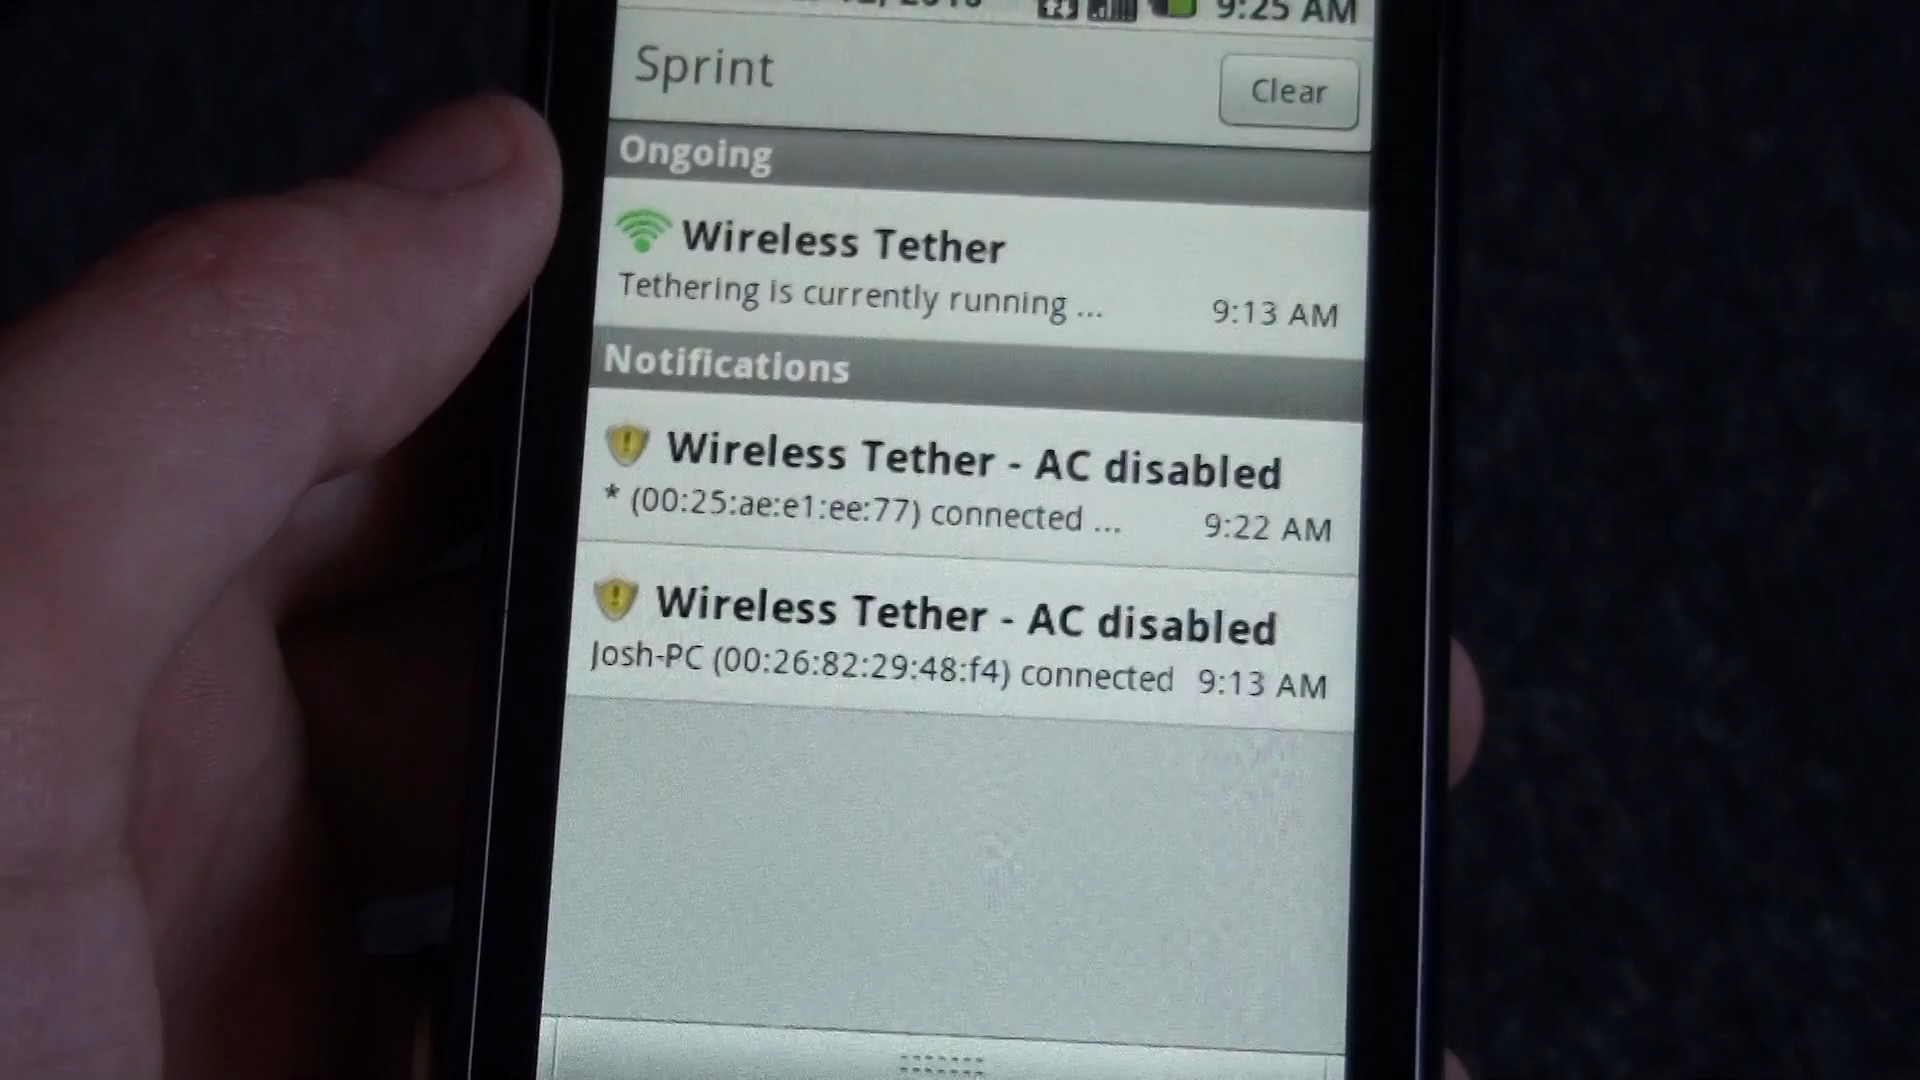 9:25 AM
Sprint
Clear
Ongoing
Wireless Tether
Tethering is currently running ... 9:13 AM
Notifications
Wireless Tether - AC disabled
* (00:25:ae:e1:ee:77) connected ... 9:22 AM
Wireless Tether - AC disabled
Josh-PC (00:26:82:29:48:f4) connected 9:13 AM